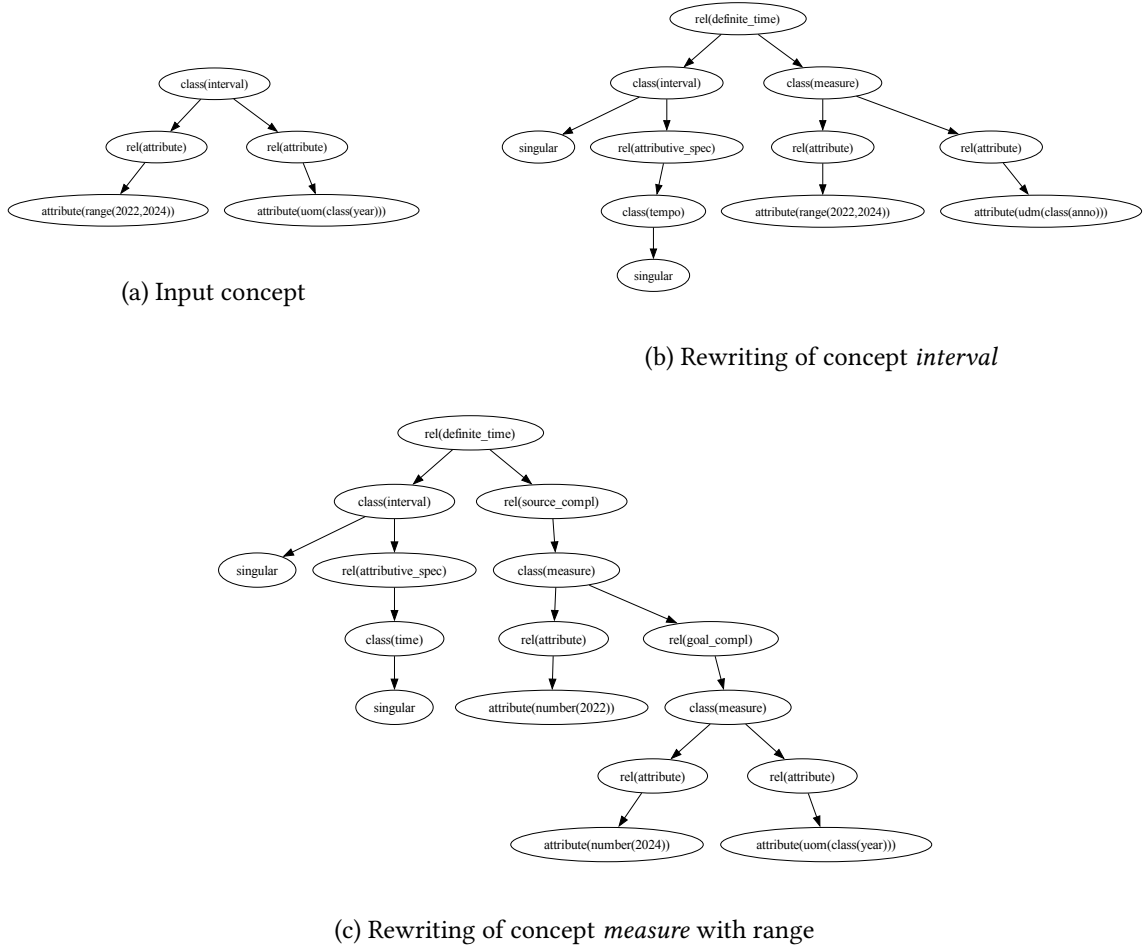 rel(definite_time)
class(interval)
class(interval) class(measure)
rel(attribute) rel(attribute)
singular rel(attributive_spec) rel(attribute) rel(attribute)
attribute(range(2022,2024)) attribute(uom(class(year)))
class(tempo) attribute(range(2022,2024)) attribute(udm(class(anno)))
singular
(a) Input concept
(b) Rewriting of concept interval
rel(definite_time)
class(interval) rel(source_compl)
singular rel(attributive_spec) class(measure)
class(time) rel(attribute) rel(goal_compl)
singular attribute(number(2022)) class(measure)
rel(attribute) rel(attribute)
attribute(number(2024)) attribute(uom(class(year)))
(c) Rewriting of concept measure with range